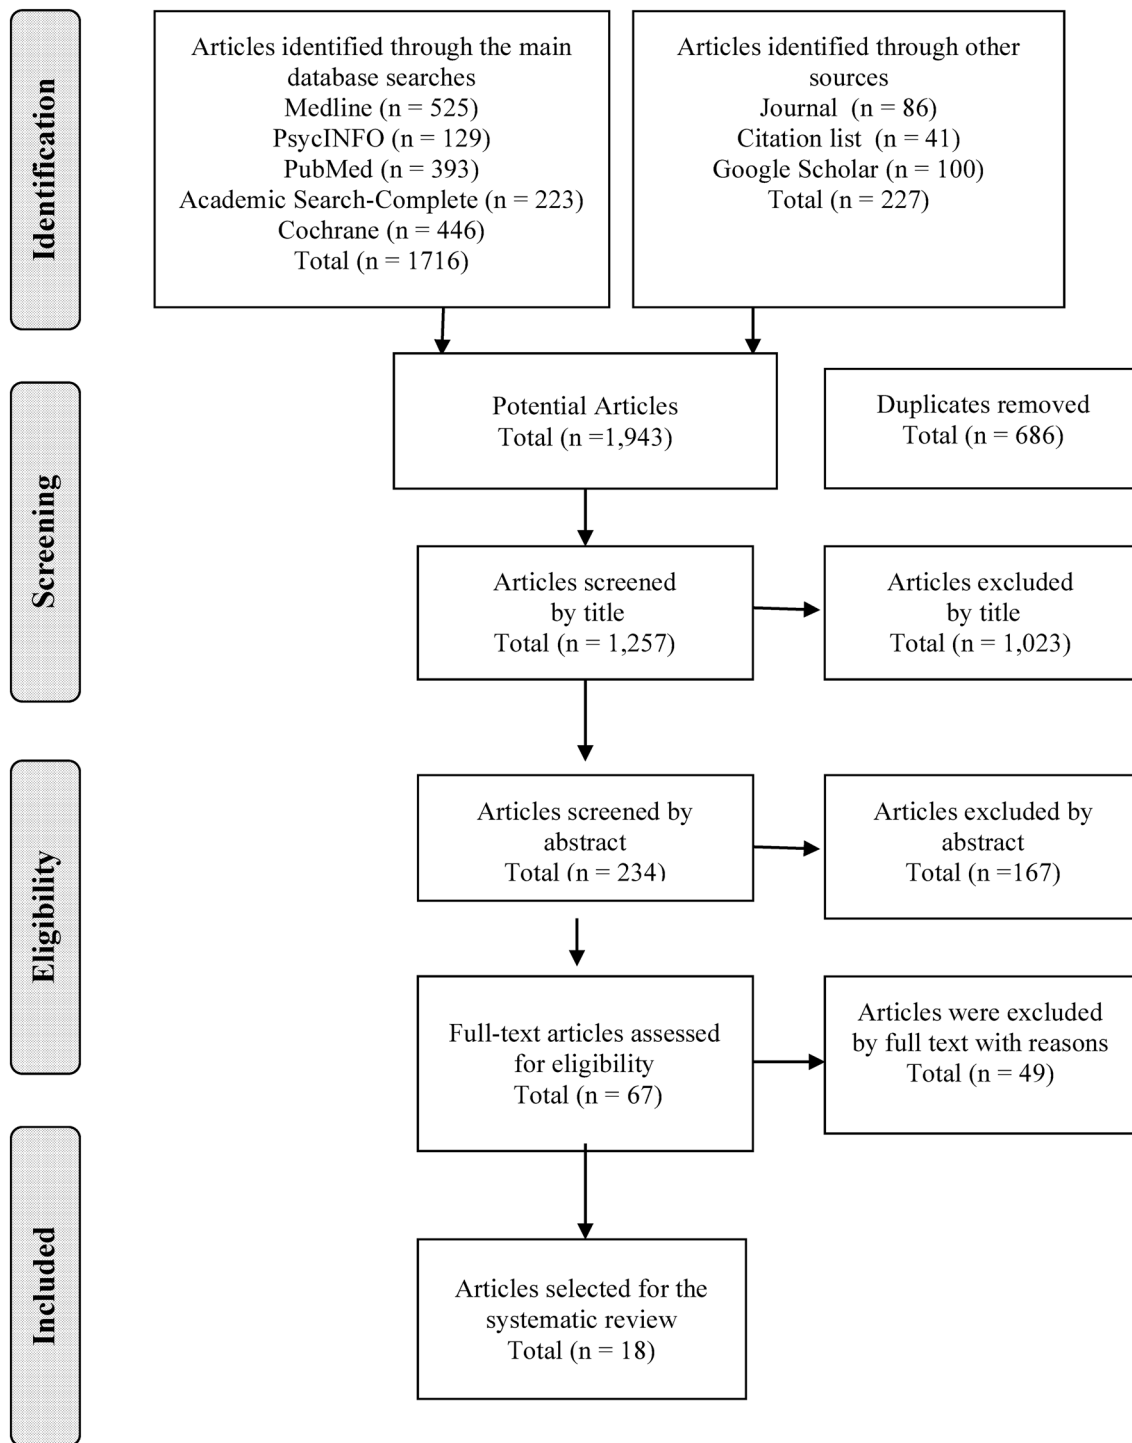 Identification
Articles identified through the main
database searches
Medline (n = 525)
PsycINFO (n = 129)
PubMed (n = 393)
Academic Search-Complete (n = 223)
Cochrane (n = 446)
Total (n = 1716)
Articles identified through other
sources
Journal (n = 86)
Citation list (n = 41)
Google Scholar (n = 100)
Total (n = 227)
Screening
Potential Articles
Total (n =1,943)
Duplicates removed
Total (n = 686)
Articles screened
by title
Total (n = 1,257)
Articles excluded
by title
Total (n = 1,023)
Eligibility
Articles screened by
abstract
Total (n = 234)
Articles excluded by
abstract
Total (n =167)
Full-text articles assessed
for eligibility
Total (n = 67)
Articles were excluded
by full text with reasons
Total (n = 49)
Included
Articles selected for the
systematic review
Total (n = 18)